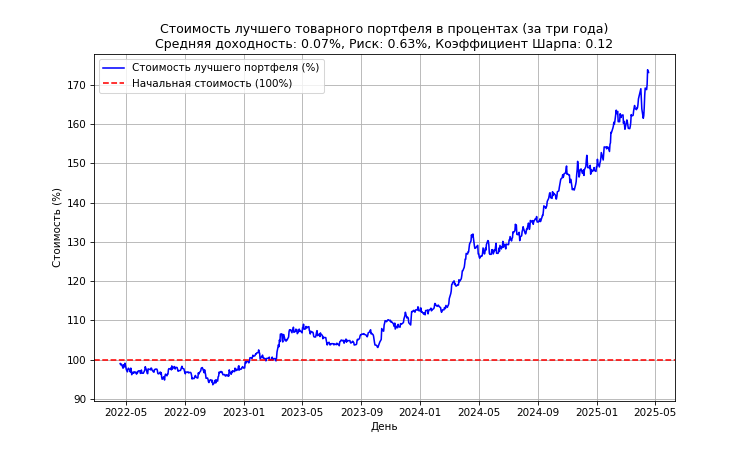 Стоимость лучшего товарного портфеля в процентах (за три года)
Средняя доходность: 0.07%, Риск: 0.63%, Коэффициент Шарпа: 0.12
Стоимость лучшего портфеля (%)
Начальная стоимость (100%)
Стоимость (%)
170
160
150
140
130
120
110
100
90
2022-05 2022-09 2023-01 2023-05 2023-09 2024-01 2024-05 2024-09 2025-01 2025-05
День